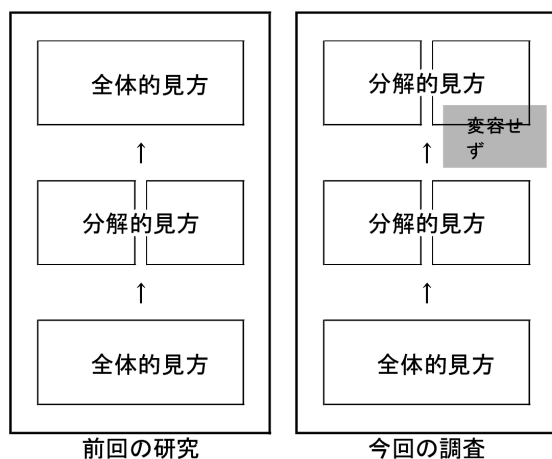 全体的見方
↑
分解的見方
↑
全体的見方
前回の研究
分解的見方
変容せ
ず
↑
分解的見方
↑
全体的見方
今回の調査